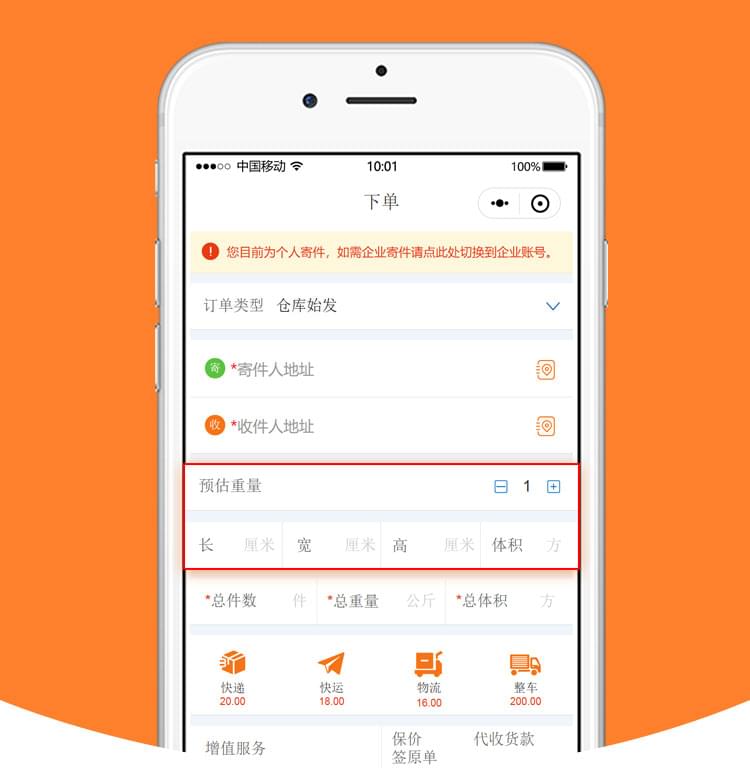 中国移动 10:01 100%
下单
! 您目前为个人寄件，如需企业寄件请点此处切换到企业账号。
订单类型 仓库始发
寄 *寄件人地址
收 *收件人地址
预估重量 1
长 厘米 宽 厘米 高 厘米 体积 方
*总件数 件 *总重量 公斤 *总体积 方
快递 快运 物流 整车
20.00 18.00 16.00 200.00
增值服务 保价 代收货款
签原单